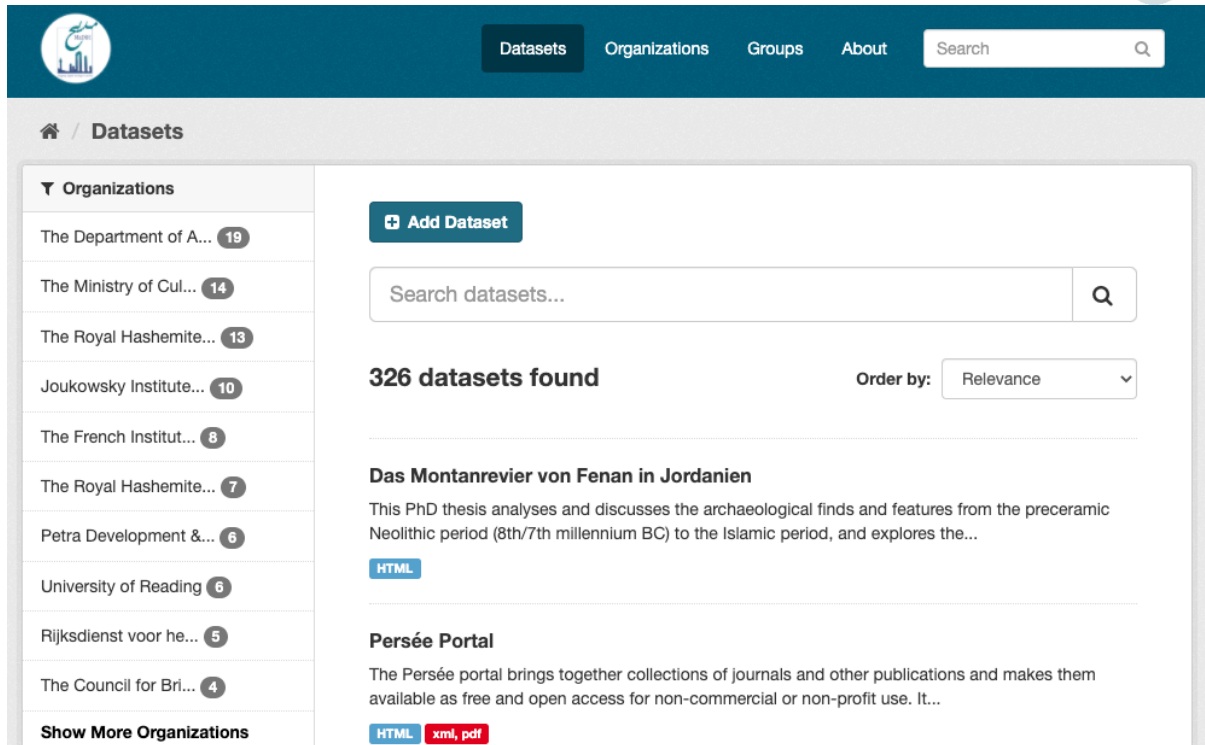 Datasets
Organizations
Groups
About
Search
/ Datasets
Organizations
The Department of A... 19
The Ministry of Cul... 14
The Royal Hashemite... 13
Joukowsky Institute... 10
The French Institut... 8
The Royal Hashemite... 7
Petra Development &... 6
University of Reading 6
Rijksdienst voor he... 5
The Council for Bri... 4
Show More Organizations
Add Dataset
Search datasets...
326 datasets found
Order by: Relevance
Das Montanrevier von Fenan in Jordanien
This PhD thesis analyses and discusses the archaeological finds and features from the preceramic
Neolithic period (8th/7th millennium BC) to the Islamic period, and explores the...
HTML
Persée Portal
The Persée portal brings together collections of journals and other publications and makes them
available as free and open access for non-commercial or non-profit use. It...
HTML xml, pdf